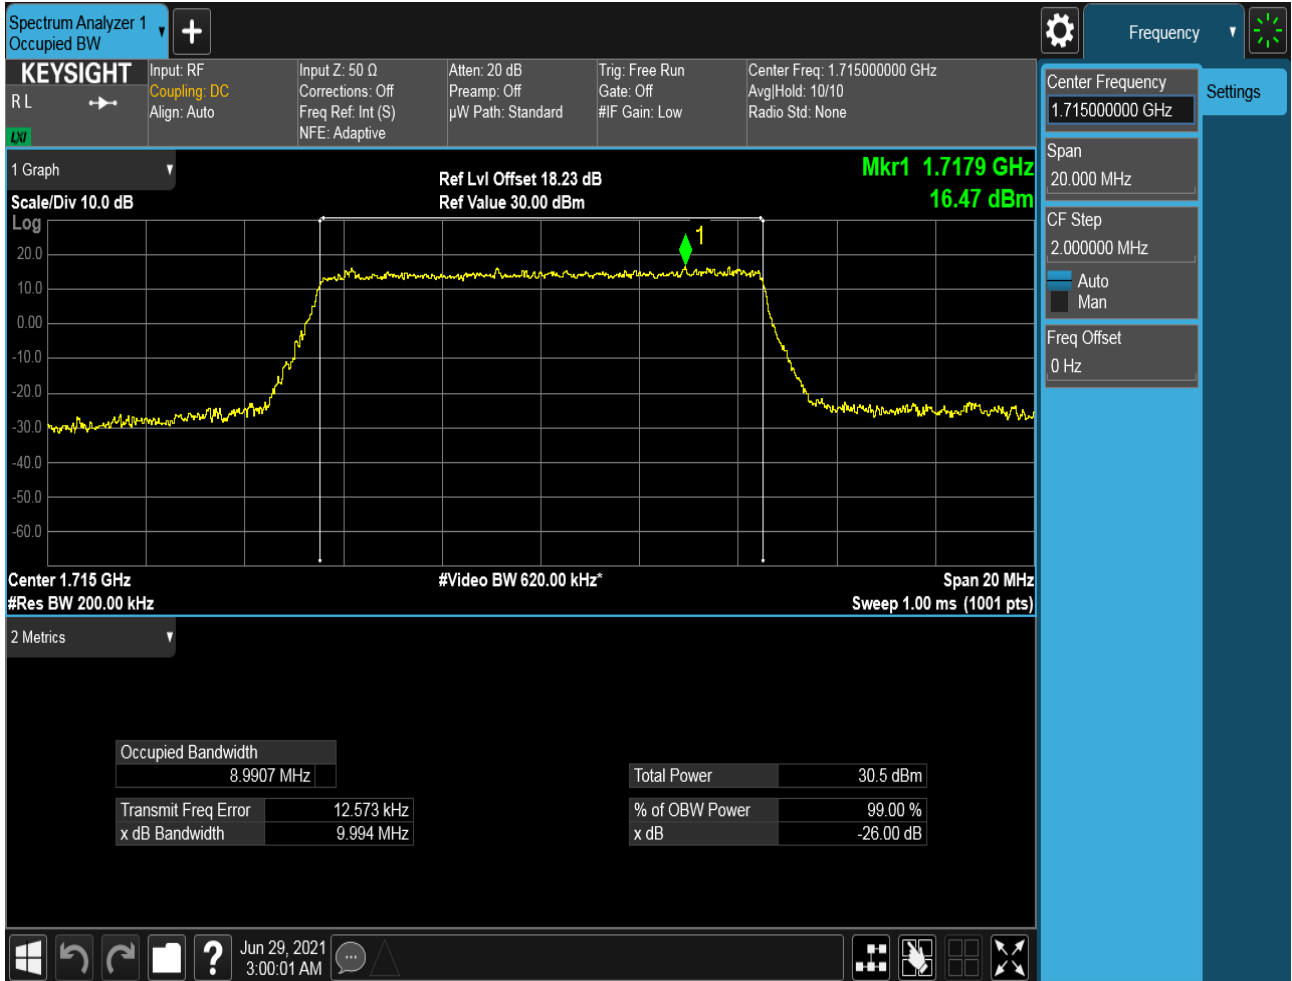 Spectrum Analyzer 1
Occupied BW
Frequency
KEYSIGHT
R L
LXI
Input: RF
Coupling: DC
Align: Auto
Input Z: 50 Ω
Corrections: Off
Freq Ref: Int (S)
NFE: Adaptive
Atten: 20 dB
Preamp: Off
µW Path: Standard
Trig: Free Run
Gate: Off
#IF Gain: Low
Center Freq: 1.715000000 GHz
Avg|Hold: 10/10
Radio Std: None
Center Frequency
1.715000000 GHz
Settings
Span
20.000 MHz
CF Step
2.000000 MHz
Auto
Man
Freq Offset
0 Hz
1 Graph
Scale/Div 10.0 dB
Log
Ref Lvl Offset 18.23 dB
Ref Value 30.00 dBm
Mkr1 1.7179 GHz
16.47 dBm
1
20.0
10.0
0.00
-10.0
-20.0
-30.0
-40.0
-50.0
-60.0
Center 1.715 GHz
#Video BW 620.00 kHz*
Span 20 MHz
#Res BW 200.00 kHz
Sweep 1.00 ms (1001 pts)
2 Metrics
Occupied Bandwidth
8.9907 MHz
Total Power 30.5 dBm
Transmit Freq Error 12.573 kHz
% of OBW Power 99.00 %
x dB Bandwidth 9.994 MHz
x dB -26.00 dB
?
Jun 29, 2021
3:00:01 AM